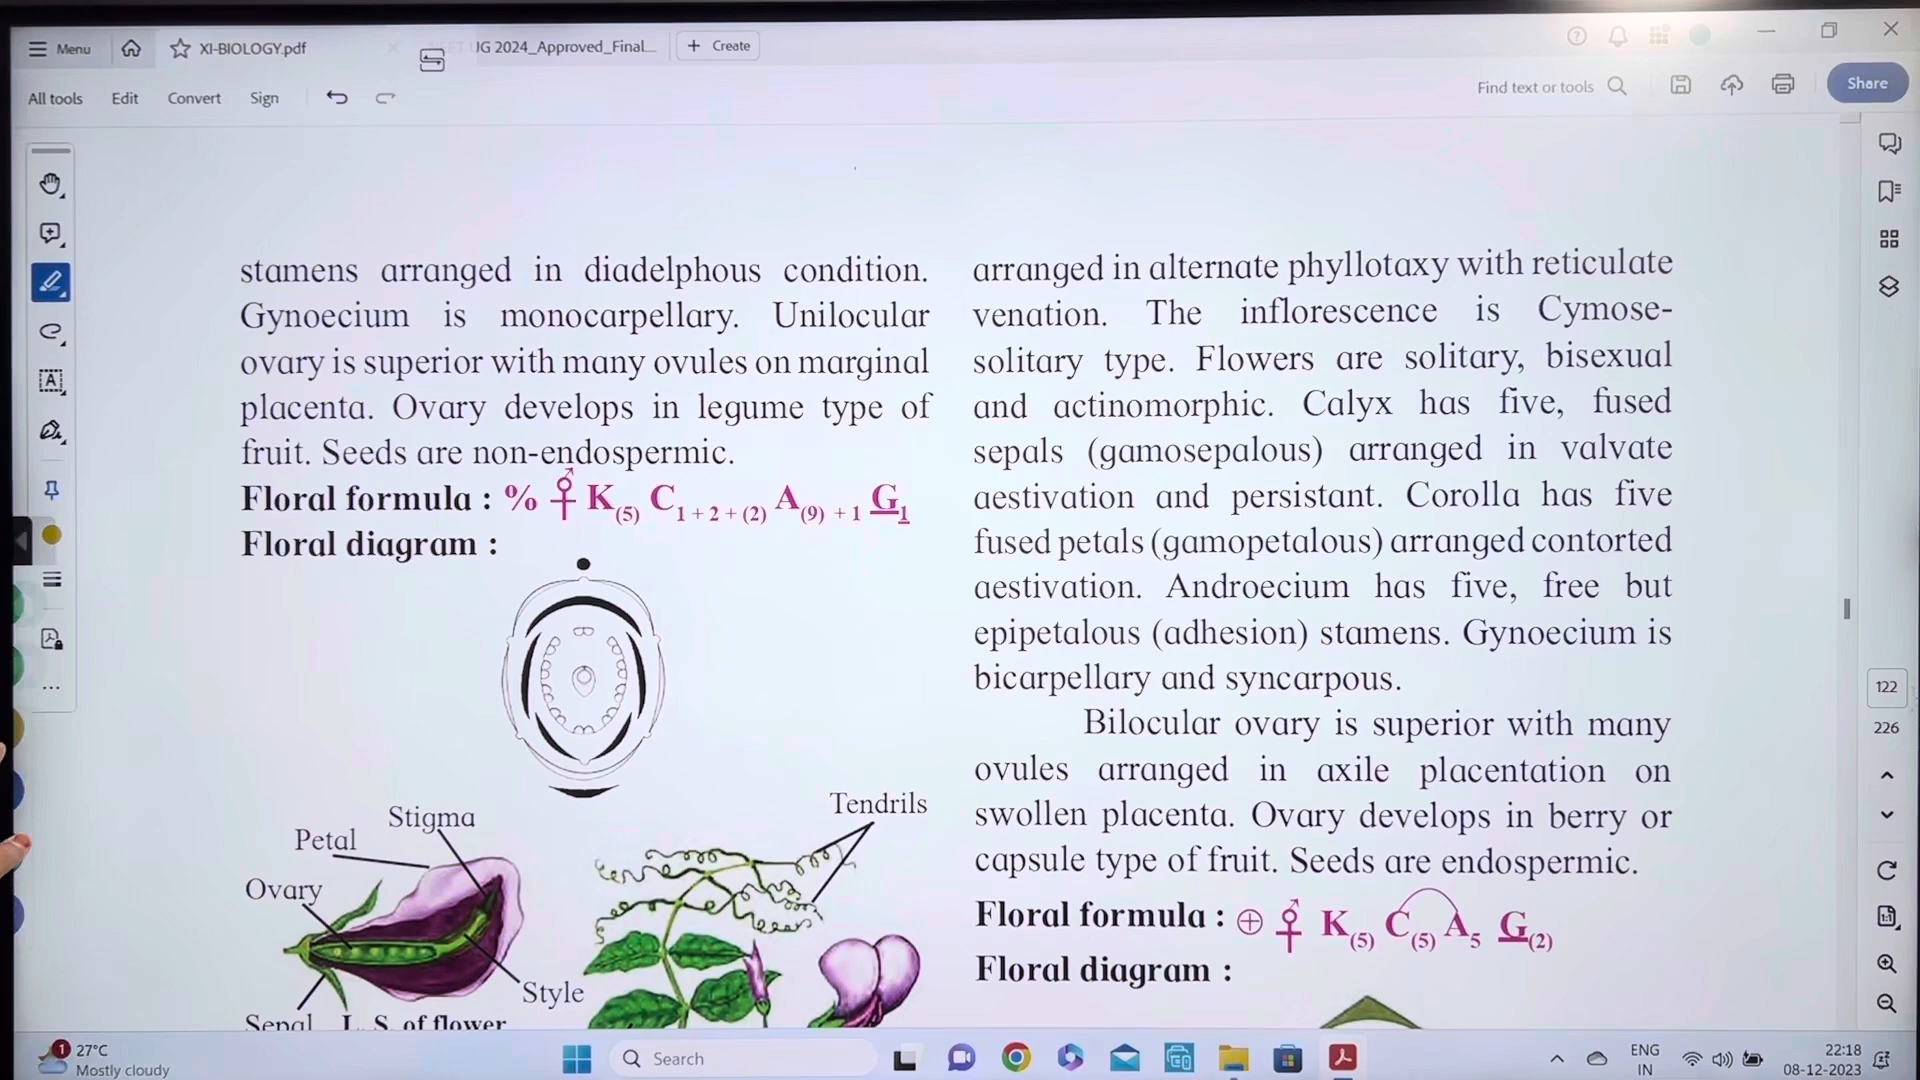 Menu
XI-BIOLOGY.pdf
UG 2024_Approved_Final...
+ Create
All tools
Edit
Convert
Sign
Find text or tools
Share
stamens arranged in diadelphous condition.
Gynoecium is monocarpellary. Unilocular
ovary is superior with many ovules on marginal
placenta. Ovary develops in legume type of
fruit. Seeds are non-endospermic.
Floral formula : % ⚥ K(5) C1 + 2 + (2) A(9) + 1 G1
Floral diagram :
Stigma
Petal
Ovary
Style
Sepal
L. S. of flower
Tendrils
arranged in alternate phyllotaxy with reticulate
venation. The inflorescence is Cymose-
solitary type. Flowers are solitary, bisexual
and actinomorphic. Calyx has five, fused
sepals (gamosepalous) arranged in valvate
aestivation and persistant. Corolla has five
fused petals (gamopetalous) arranged contorted
aestivation. Androecium has five, free but
epipetalous (adhesion) stamens. Gynoecium is
bicarpellary and syncarpous.
Bilocular ovary is superior with many
ovules arranged in axile placentation on
swollen placenta. Ovary develops in berry or
capsule type of fruit. Seeds are endospermic.
Floral formula : ⊕ ⚥ K(5) C(5) A5 G(2)
Floral diagram :
122
226
1
27°C
Mostly cloudy
Search
ENG
IN
22:18
08-12-2023